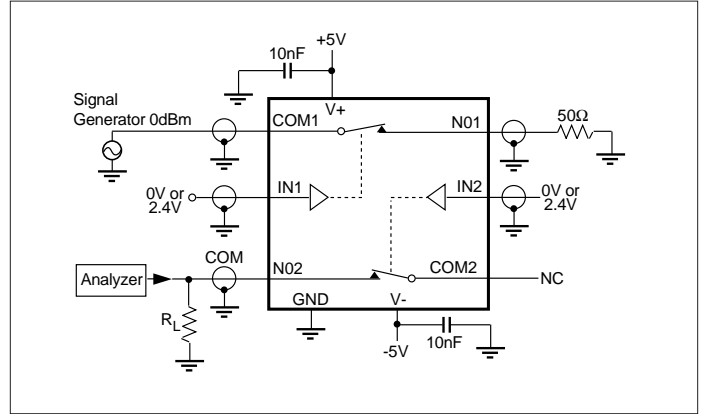 +5V
10nF
Signal
Generator 0dBm
V+
COM1
N01
50Ω
IN1
IN2
0V or
2.4V
0V or
2.4V
COM
N02
COM2
NC
Analyzer
GND
V-
RL
-5V
10nF